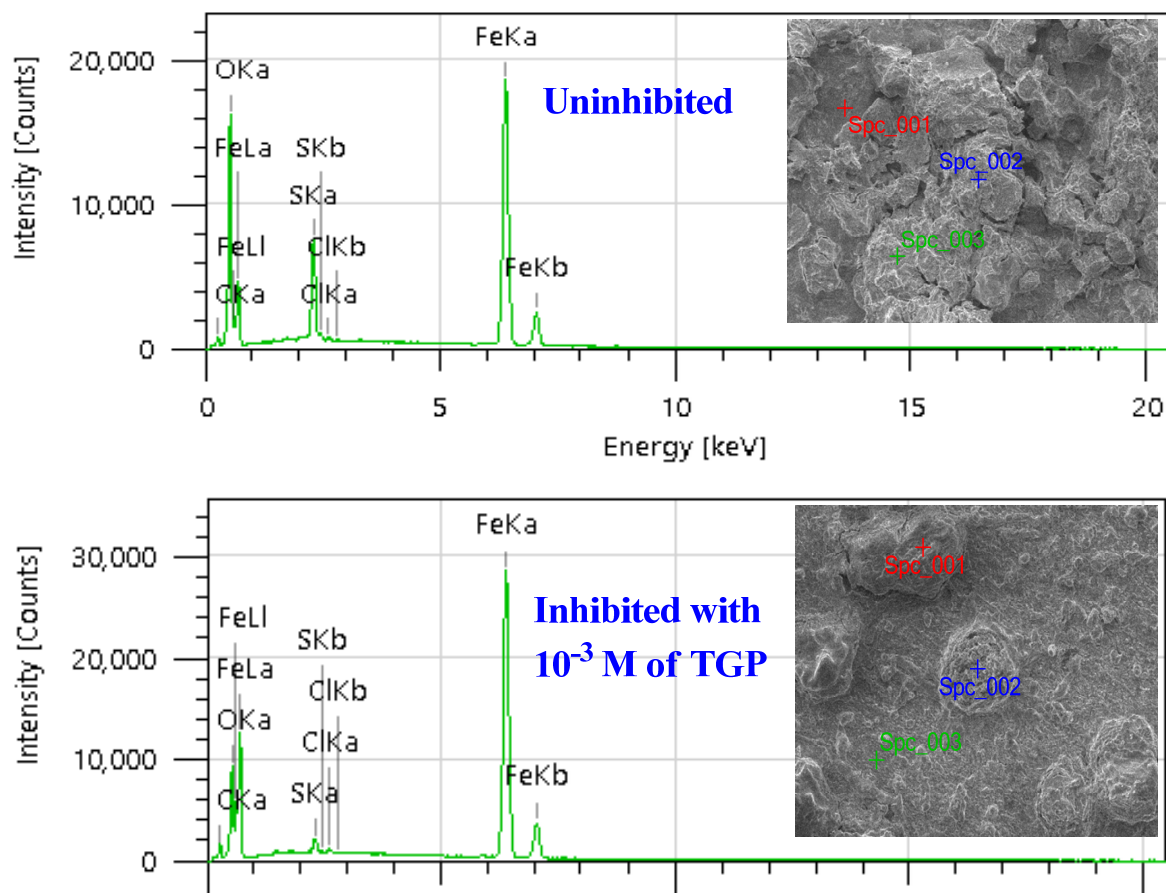 FeKa
20,000
OKa
Uninhibited
FeLa
SKb
SKa
10,000
FeLl
ClKb
FeKb
CKa
ClKa
0
Intensity [Counts]
Spc_001
Spc_002
Spc_003
0
5
10
15
20
Energy [keV]
FeKa
30,000
Inhibited with
10⁻³ M of TGP
FeLl
SKb
20,000
FeLa
ClKb
OKa
ClKa
10,000
FeKb
CKa
SKa
0
Intensity [Counts]
Spc_001
Spc_002
Spc_003